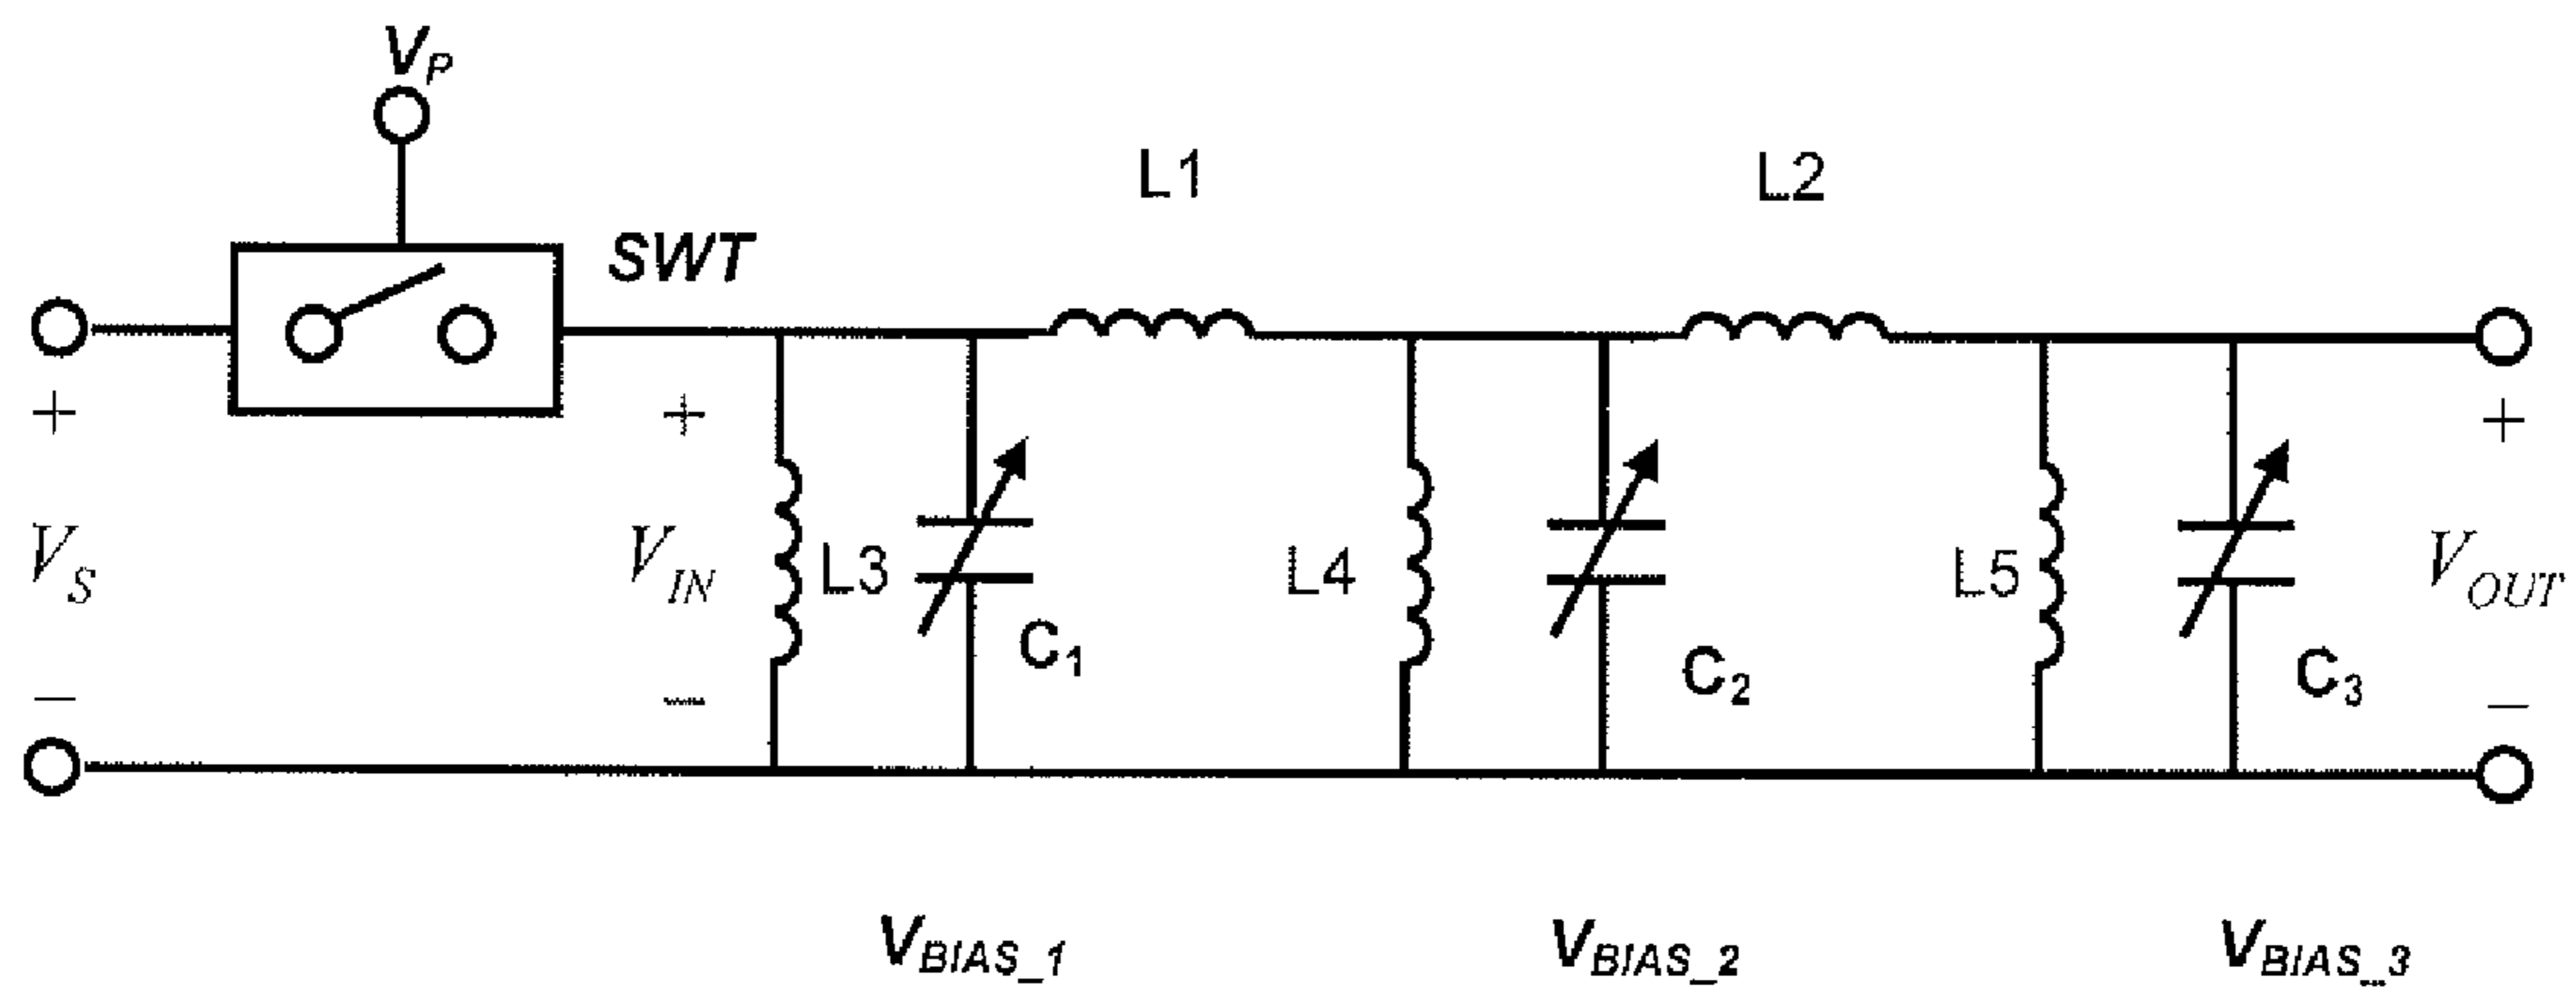 V_P
L1
L2
SWT
+
+
+
V_S
V_IN
L3
C_1
L4
C_2
L5
C_3
V_OUT
−
−
−
V_BIAS_1
V_BIAS_2
V_BIAS_3